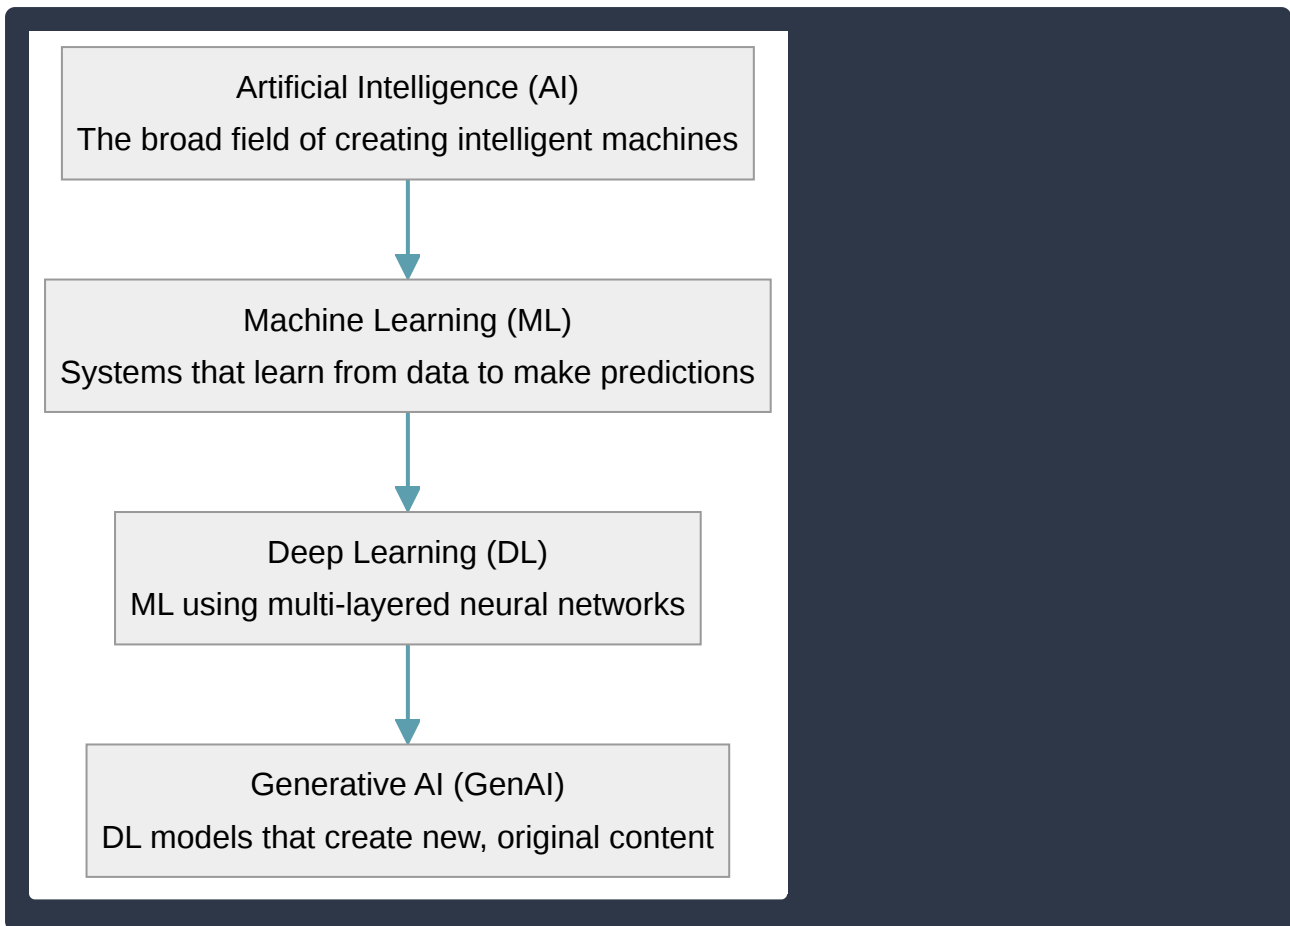 Artificial Intelligence (AI)
The broad field of creating intelligent machines
Machine Learning (ML)
Systems that learn from data to make predictions
Deep Learning (DL)
ML using multi-layered neural networks
Generative AI (GenAI)
DL models that create new, original content